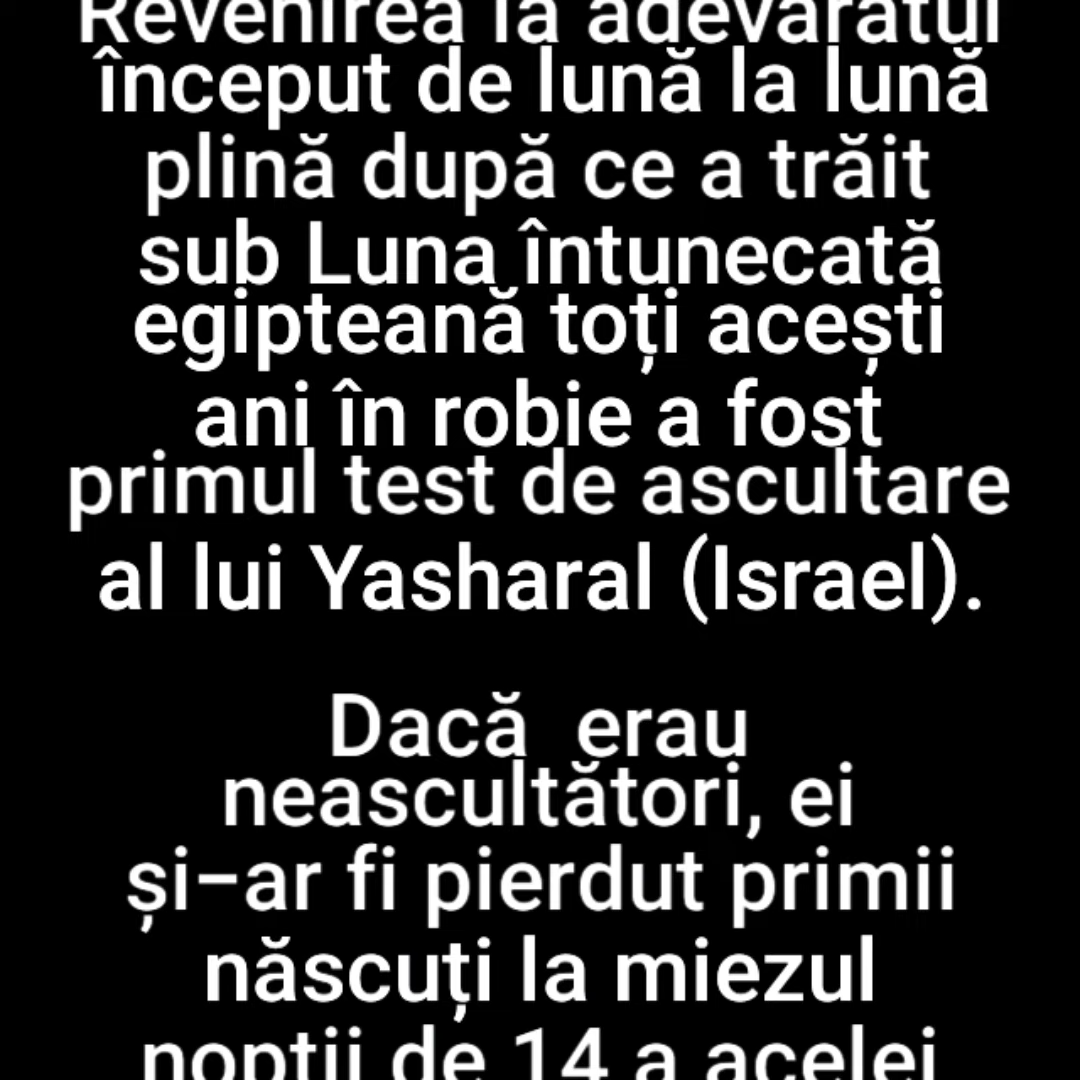 Revenirea la adevăratul
început de lună la lună
plină după ce a trăit
sub Luna întunecată
egipteană toți acești
ani în robie a fost
primul test de ascultare
al lui Yasharal (Israel).
Dacă erau
neascultători, ei
și-ar fi pierdut primii
născuți la miezul
nopții de 14 a acelei